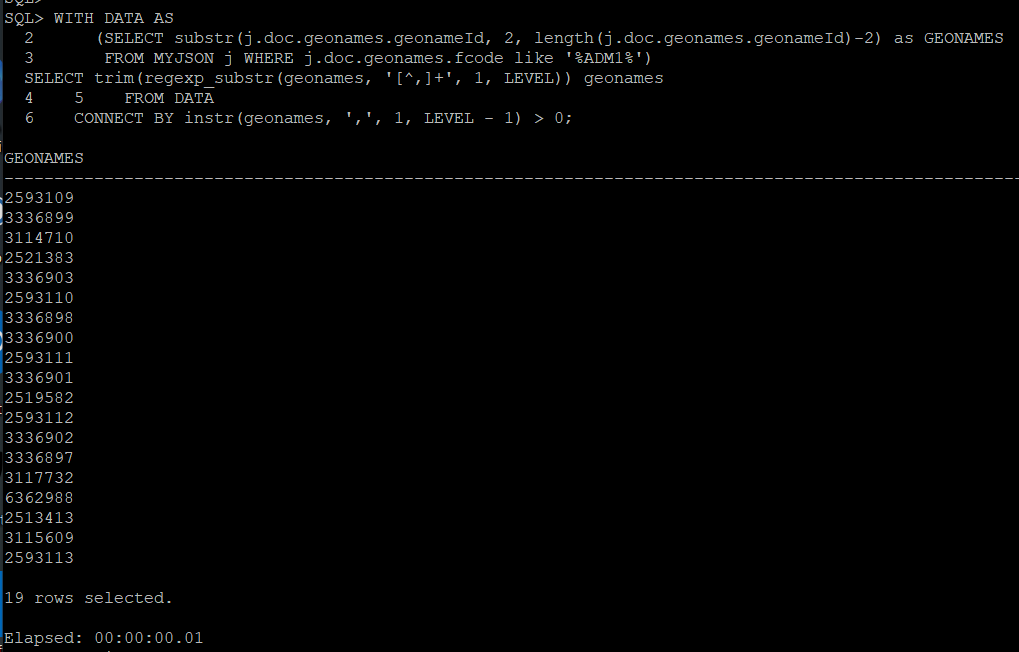 SQL> WITH DATA AS
2 (SELECT substr(j.doc.geonames.geonameId, 2, length(j.doc.geonames.geonameId)-2) as GEONAMES
3 FROM MYJSON j WHERE j.doc.geonames.fcode like '%ADM1%')
SELECT trim(regexp_substr(geonames, '[^,]+', 1, LEVEL)) geonames
4 5 FROM DATA
6 CONNECT BY instr(geonames, ',', 1, LEVEL - 1) > 0;
GEONAMES
--------------------------------------------------------------------------------------------------------
2593109
3336899
3114710
2521383
3336903
2593110
3336898
3336900
2593111
3336901
2519582
2593112
3336902
3336897
3117732
6362988
2513413
3115609
2593113
19 rows selected.
Elapsed: 00:00:00.01